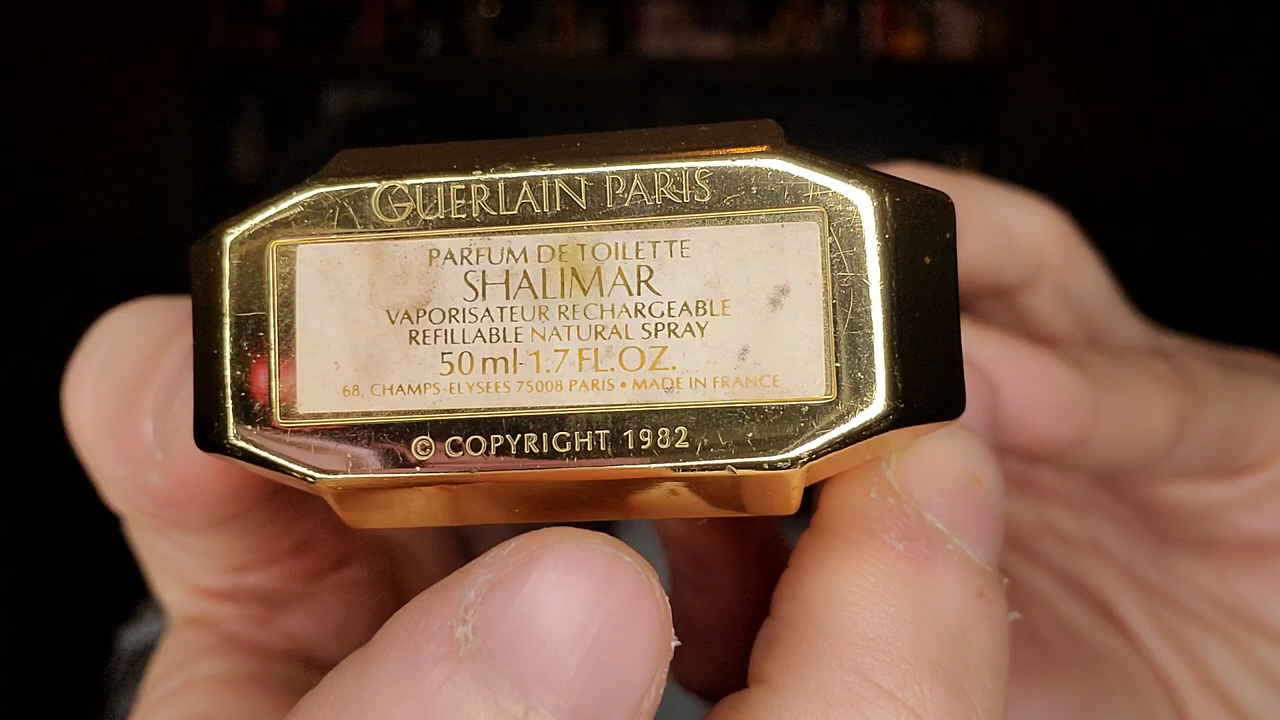 GUERLAIN PARIS
PARFUM DE TOILETTE
SHALIMAR
VAPORISATEUR RECHARGEABLE
REFILLABLE NATURAL SPRAY
50 ml-1.7 FL.OZ.
68, CHAMPS-ELYSEES 75008 PARIS • MADE IN FRANCE
© COPYRIGHT 1982